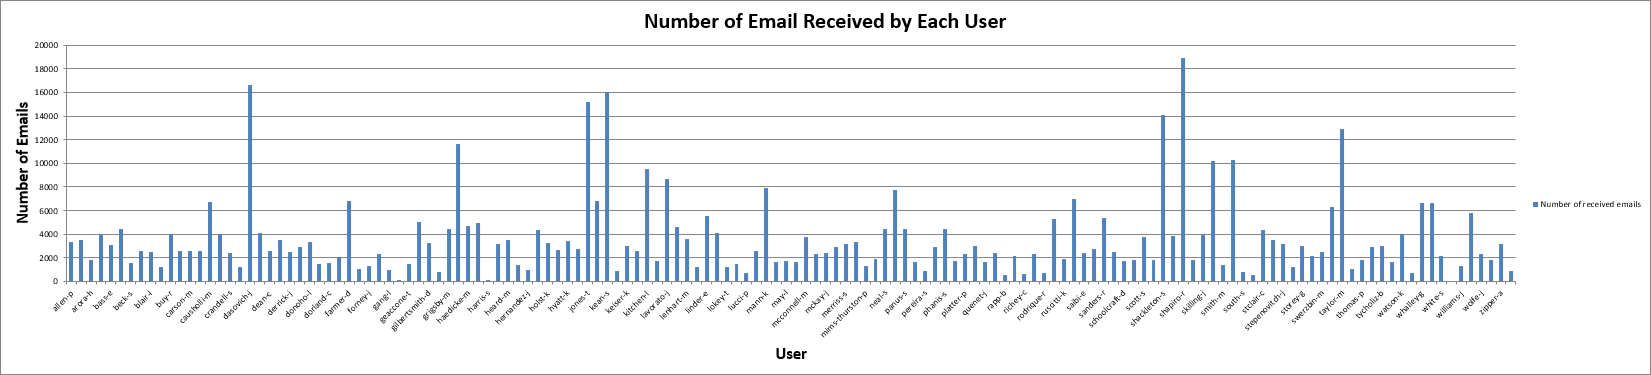 Number of Email Received by Each User
Number of Emails
20000
18000
16000
14000
12000
10000
8000
6000
4000
2000
0
Number of received emails
allen-p
arora-h
bass-e
beck-s
blair-l
buy-r
carson-m
causholli-m
crandell-s
dasovich-j
dean-c
derrick-j
donoho-l
dorland-c
farmer-d
forney-j
gang-l
geaccone-t
gilbertsmith-d
grigsby-m
haedicke-m
harris-s
heard-m
hernandez-j
holst-k
hyatt-k
jones-t
kean-s
keiser-k
kitchen-l
lavorato-j
lenhart-m
linder-e
lokey-t
lucci-p
mann-k
may-l
mcconnell-m
mckay-j
merriss-s
mims-thurston-p
neal-s
panus-s
pereira-s
phanis-s
platter-p
quenet-j
rapp-b
richey-c
rodrique-r
ruscitti-k
saibi-e
sanders-r
schoolcraft-d
scott-s
shackleton-s
shapiro-r
skilling-j
smith-m
south-s
stclair-c
stepenovitch-j
storey-g
swerzbin-m
taylor-m
thomas-p
tycholiz-b
watson-k
whalley-g
white-s
williams-j
wolfe-j
zipper-a
User